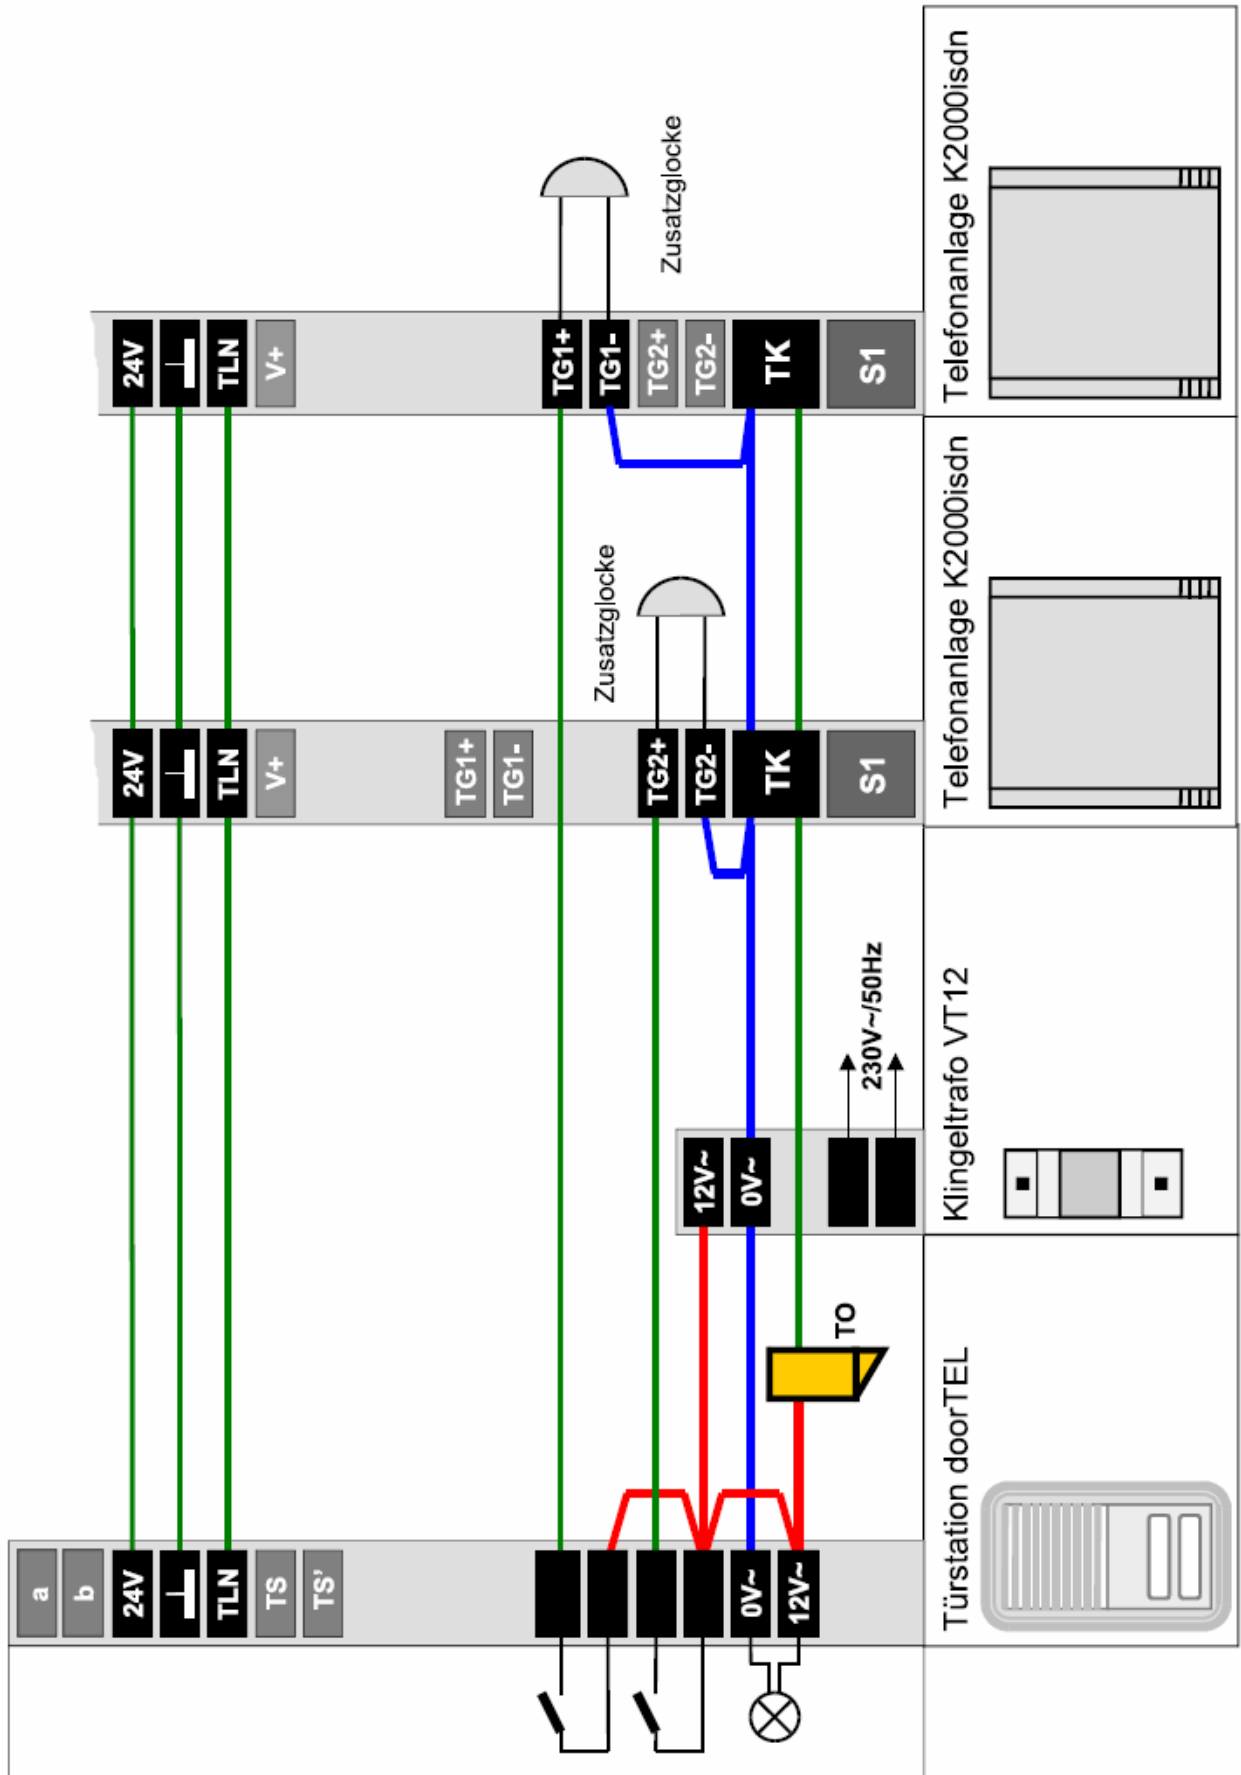 a
b
24V 24V 24V
TLN TLN TLN
TS V+ V+
TS'
TG1+
TG1-
TG1+
Zusatzglocke
TG1-
TG2+ TG2+
Zusatzglocke
12V~ TG2- TG2-
0V~ 0V~
TK TK
12V~
TO
230V~/50Hz
S1 S1
Türstation doorTEL
Klingeltrafo VT12
Telefonanlage K2000isdn
Telefonanlage K2000isdn